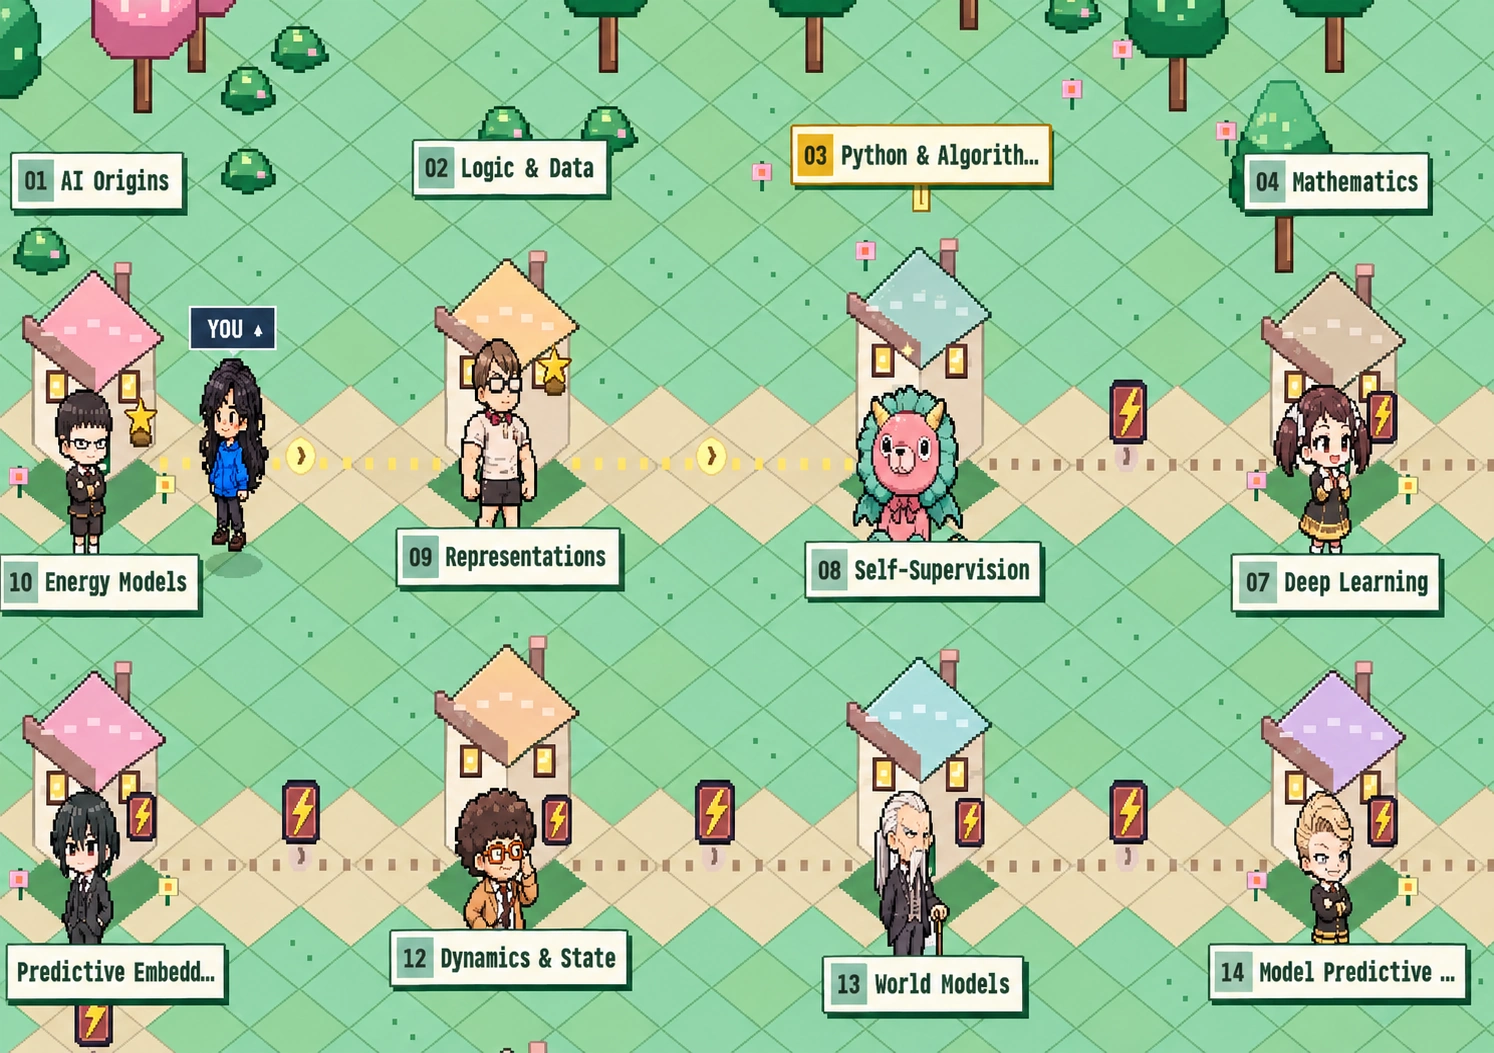 01 AI Origins
02 Logic & Data
03 Python & Algorith...
04 Mathematics
YOU
10 Energy Models
09 Representations
08 Self-Supervision
07 Deep Learning
Predictive Embedd...
12 Dynamics & State
13 World Models
14 Model Predictive ...